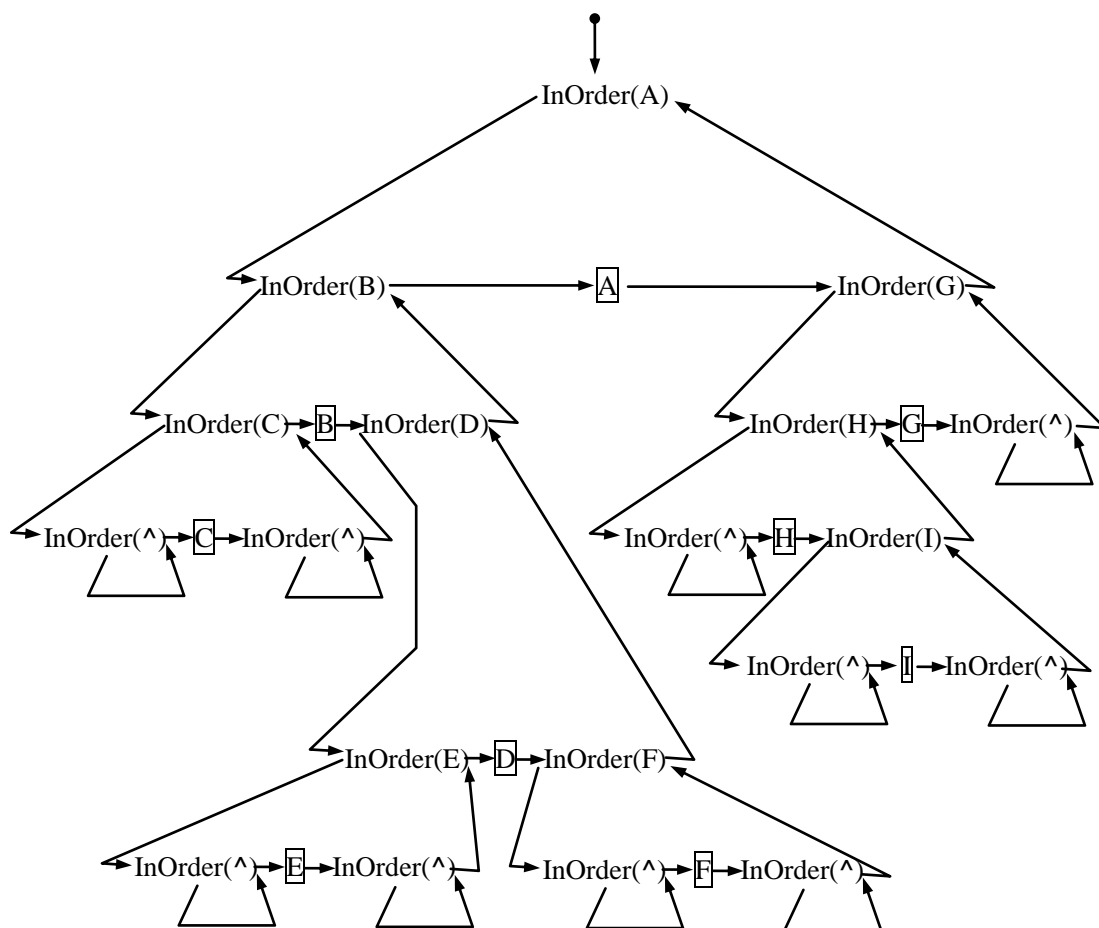 InOrder(A)
InOrder(B) A InOrder(G)
InOrder(C) B InOrder(D) InOrder(H) G InOrder(^)
InOrder(^) C InOrder(^) InOrder(^) H InOrder(I)
InOrder(^) I InOrder(^)
InOrder(E) D InOrder(F)
InOrder(^) E InOrder(^) InOrder(^) F InOrder(^)